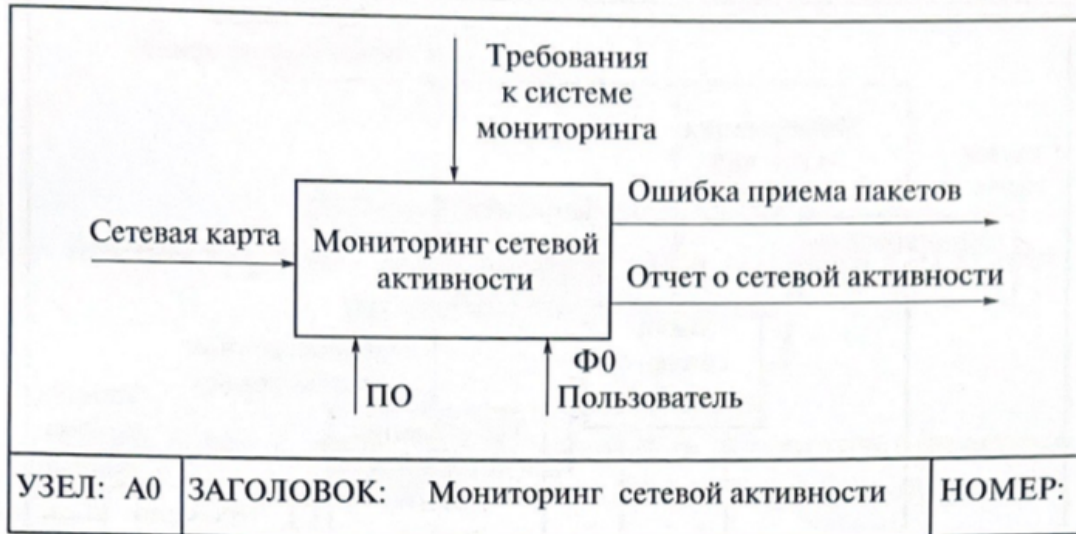 Требования
к системе
мониторинга
Ошибка приема пакетов
Сетевая карта
Мониторинг сетевой
активности
Отчет о сетевой активности
Ф0
ПО
Пользователь
УЗЕЛ: А0
ЗАГОЛОВОК: Мониторинг сетевой активности
НОМЕР: